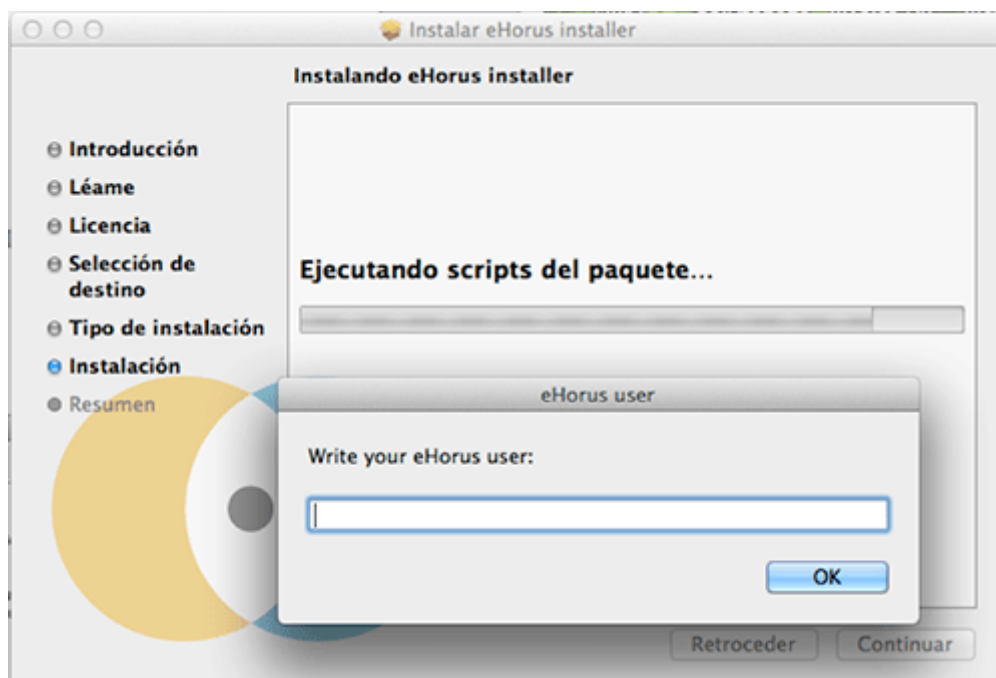 Instalar eHorus installer
Instalando eHorus installer
Introducción
Léame
Licencia
Selección de
destino
Tipo de instalación
Instalación
Resumen
Ejecutando scripts del paquete...
eHorus user
Write your eHorus user:
OK
Retroceder
Continuar